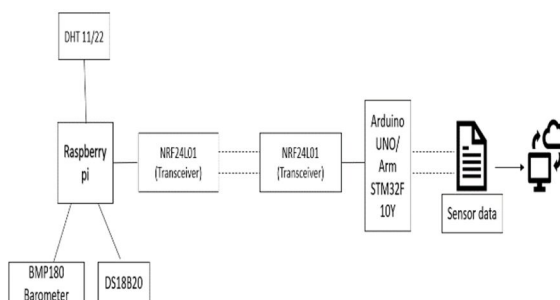 DHT 11/22
Raspberry
pi
NRF24L01
(Transceiver)
NRF24L01
(Transceiver)
Arduino
UNO/
Arm
STM32F
10Y
Sensor data
BMP180
Barometer
DS18B20